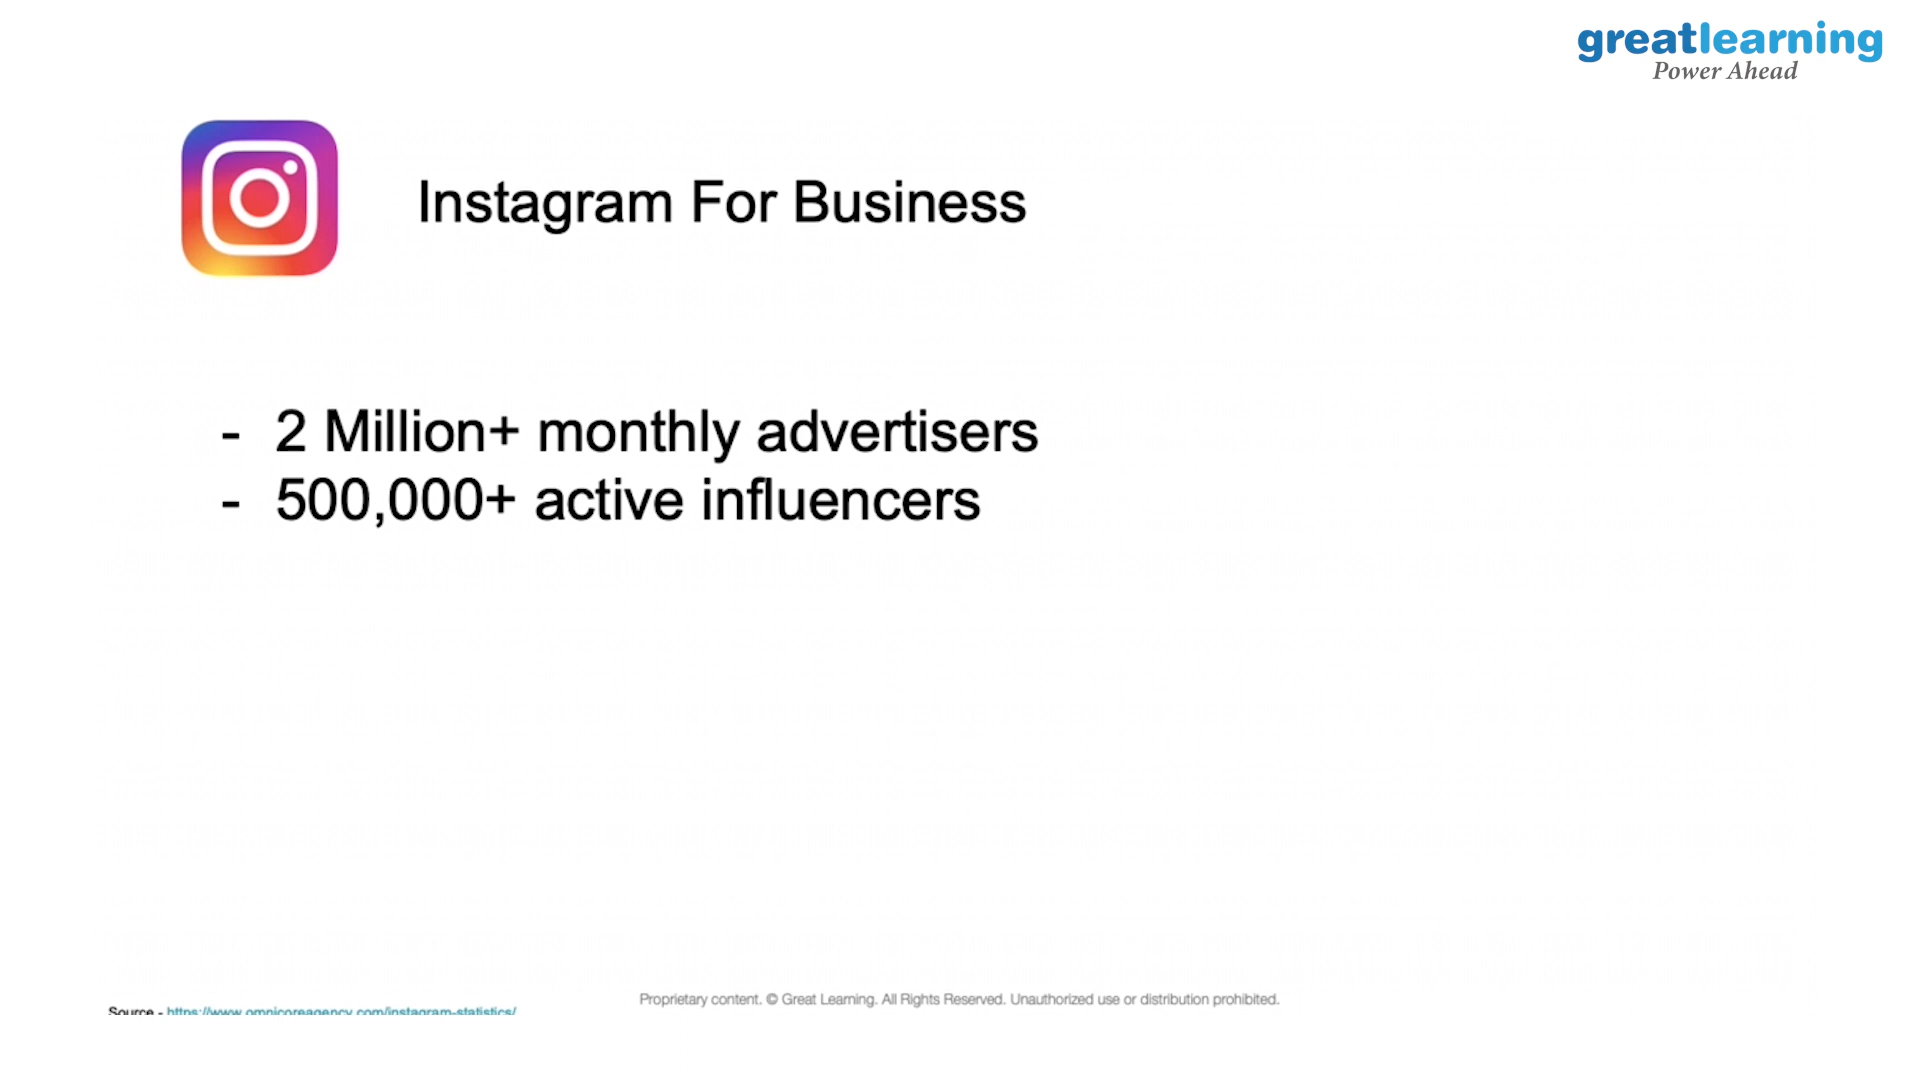 greatlearning
Power Ahead
Instagram For Business
- 2 Million+ monthly advertisers
- 500,000+ active influencers
Proprietary content. © Great Learning. All Rights Reserved. Unauthorized use or distribution prohibited.
Source - https://www.omnicoreagency.com/instagram-statistics/